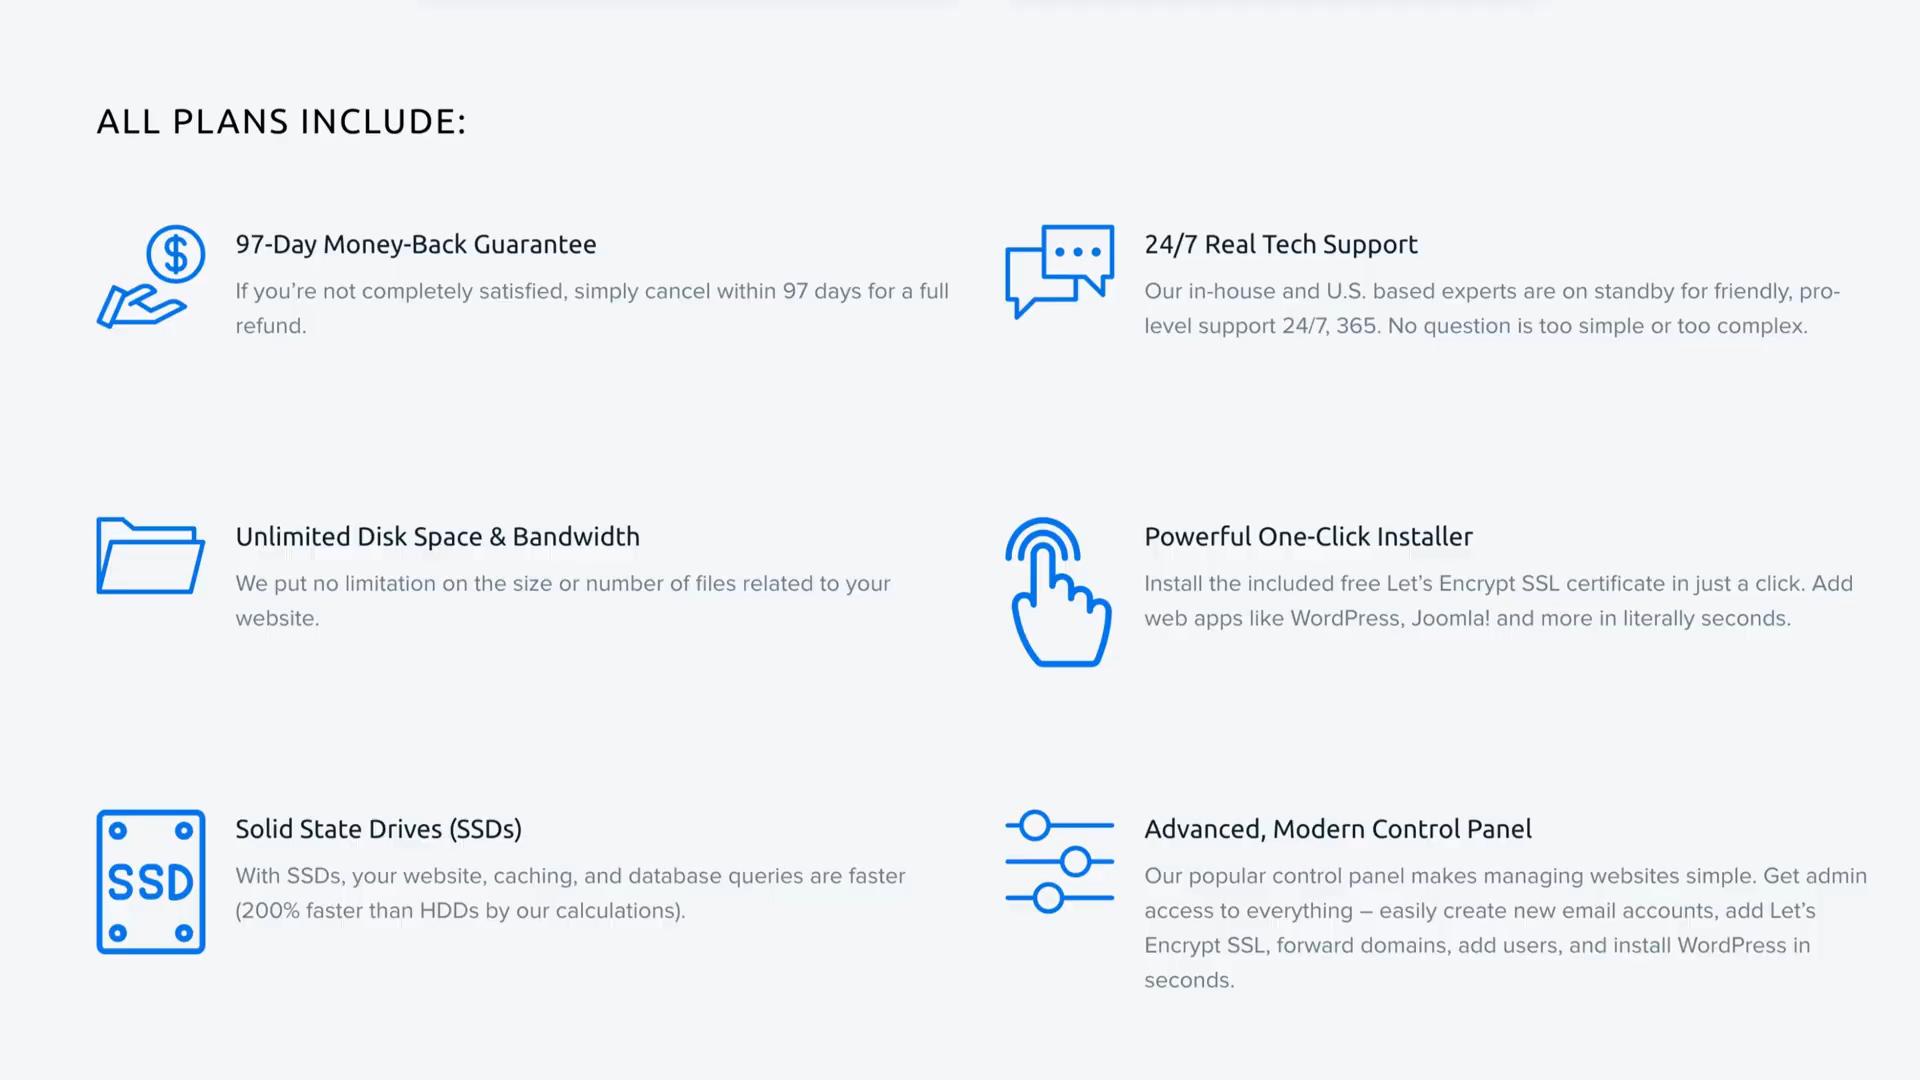 ALL PLANS INCLUDE:
97-Day Money-Back Guarantee
If you’re not completely satisfied, simply cancel within 97 days for a full
refund.
24/7 Real Tech Support
Our in-house and U.S. based experts are on standby for friendly, pro-
level support 24/7, 365. No question is too simple or too complex.
Unlimited Disk Space & Bandwidth
We put no limitation on the size or number of files related to your
website.
Powerful One-Click Installer
Install the included free Let’s Encrypt SSL certificate in just a click. Add
web apps like WordPress, Joomla! and more in literally seconds.
SSD
Solid State Drives (SSDs)
With SSDs, your website, caching, and database queries are faster
(200% faster than HDDs by our calculations).
Advanced, Modern Control Panel
Our popular control panel makes managing websites simple. Get admin
access to everything – easily create new email accounts, add Let’s
Encrypt SSL, forward domains, add users, and install WordPress in
seconds.